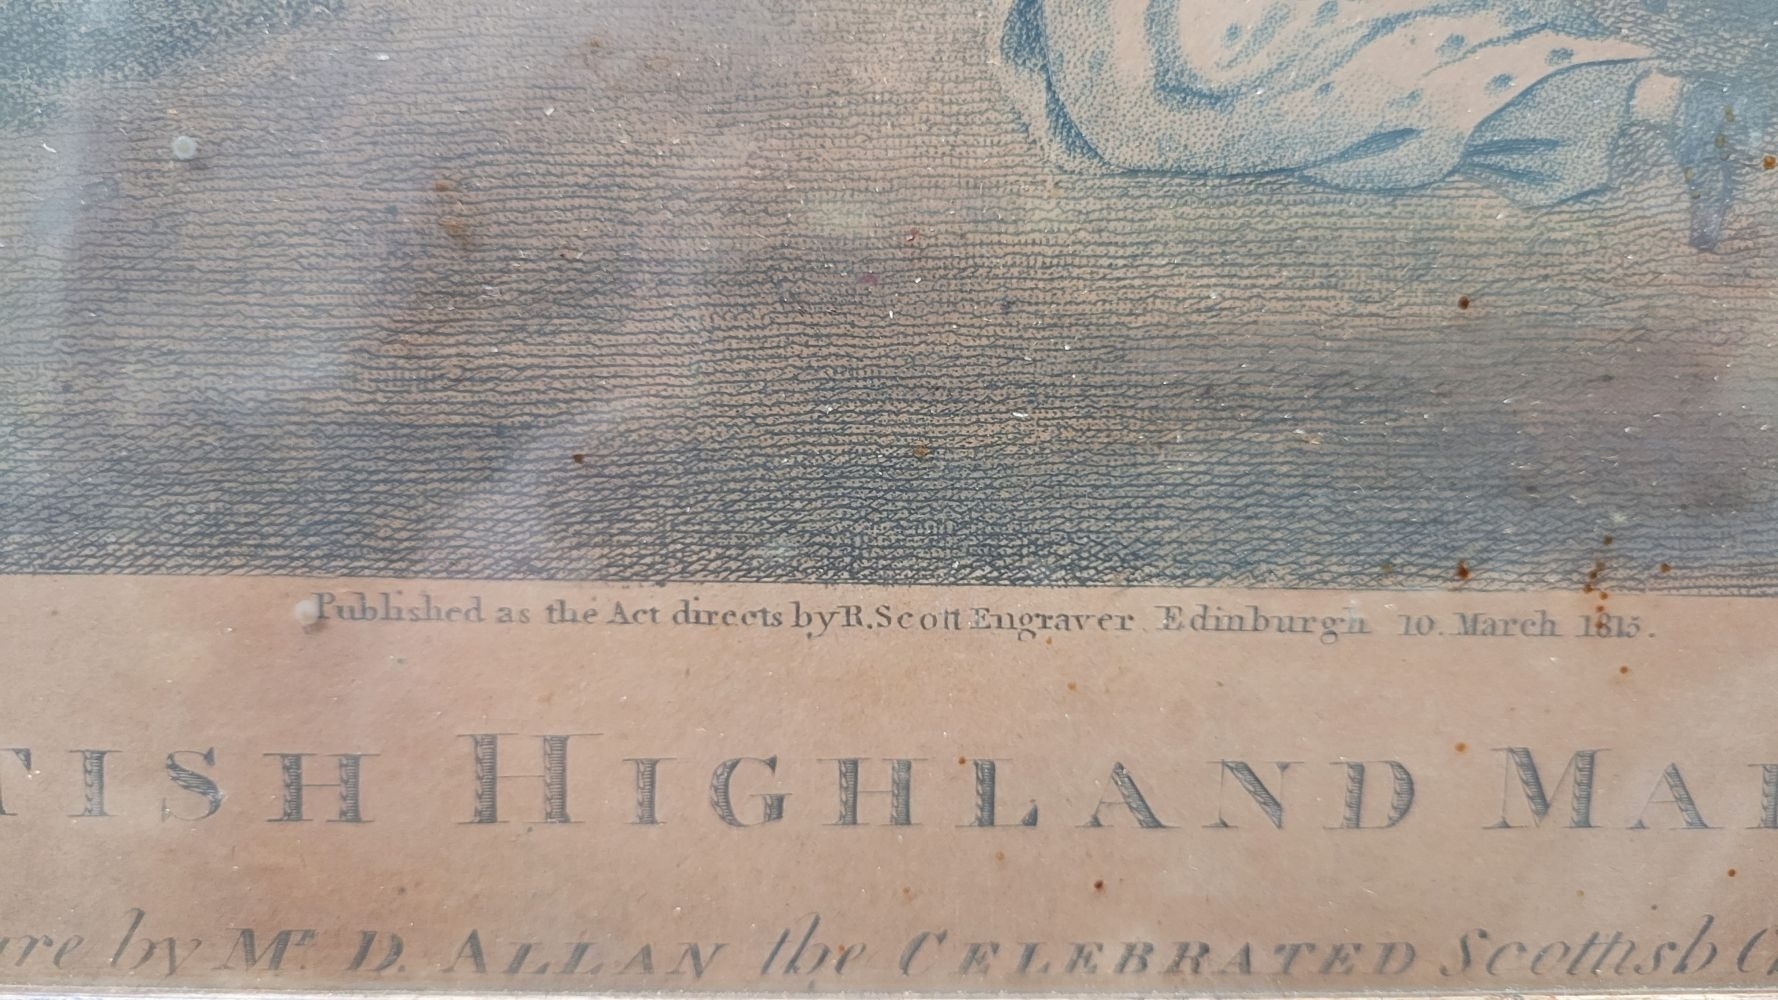 Published as the Act directs by R. Scott Engraver Edinburgh 10. March 1815.
TISH HIGHLAND MA
ure by Mr. D. ALLAN the CELEBRATED Scottish